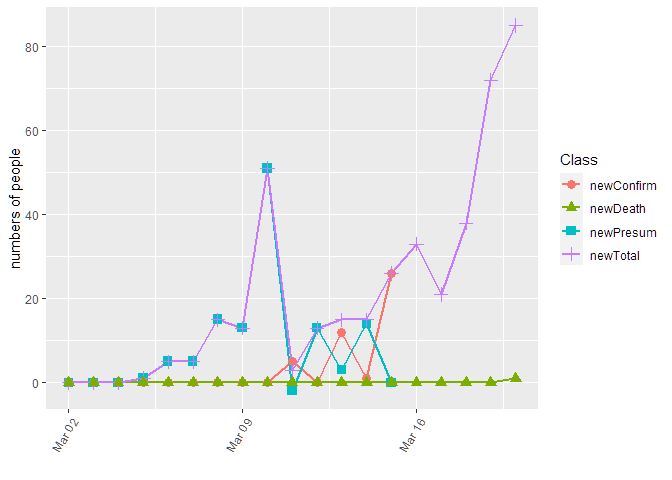 numbers of people
80
60
40
20
0
Mar 02
Mar 09
Mar 16
Class
newConfirm
newDeath
newPresum
newTotal